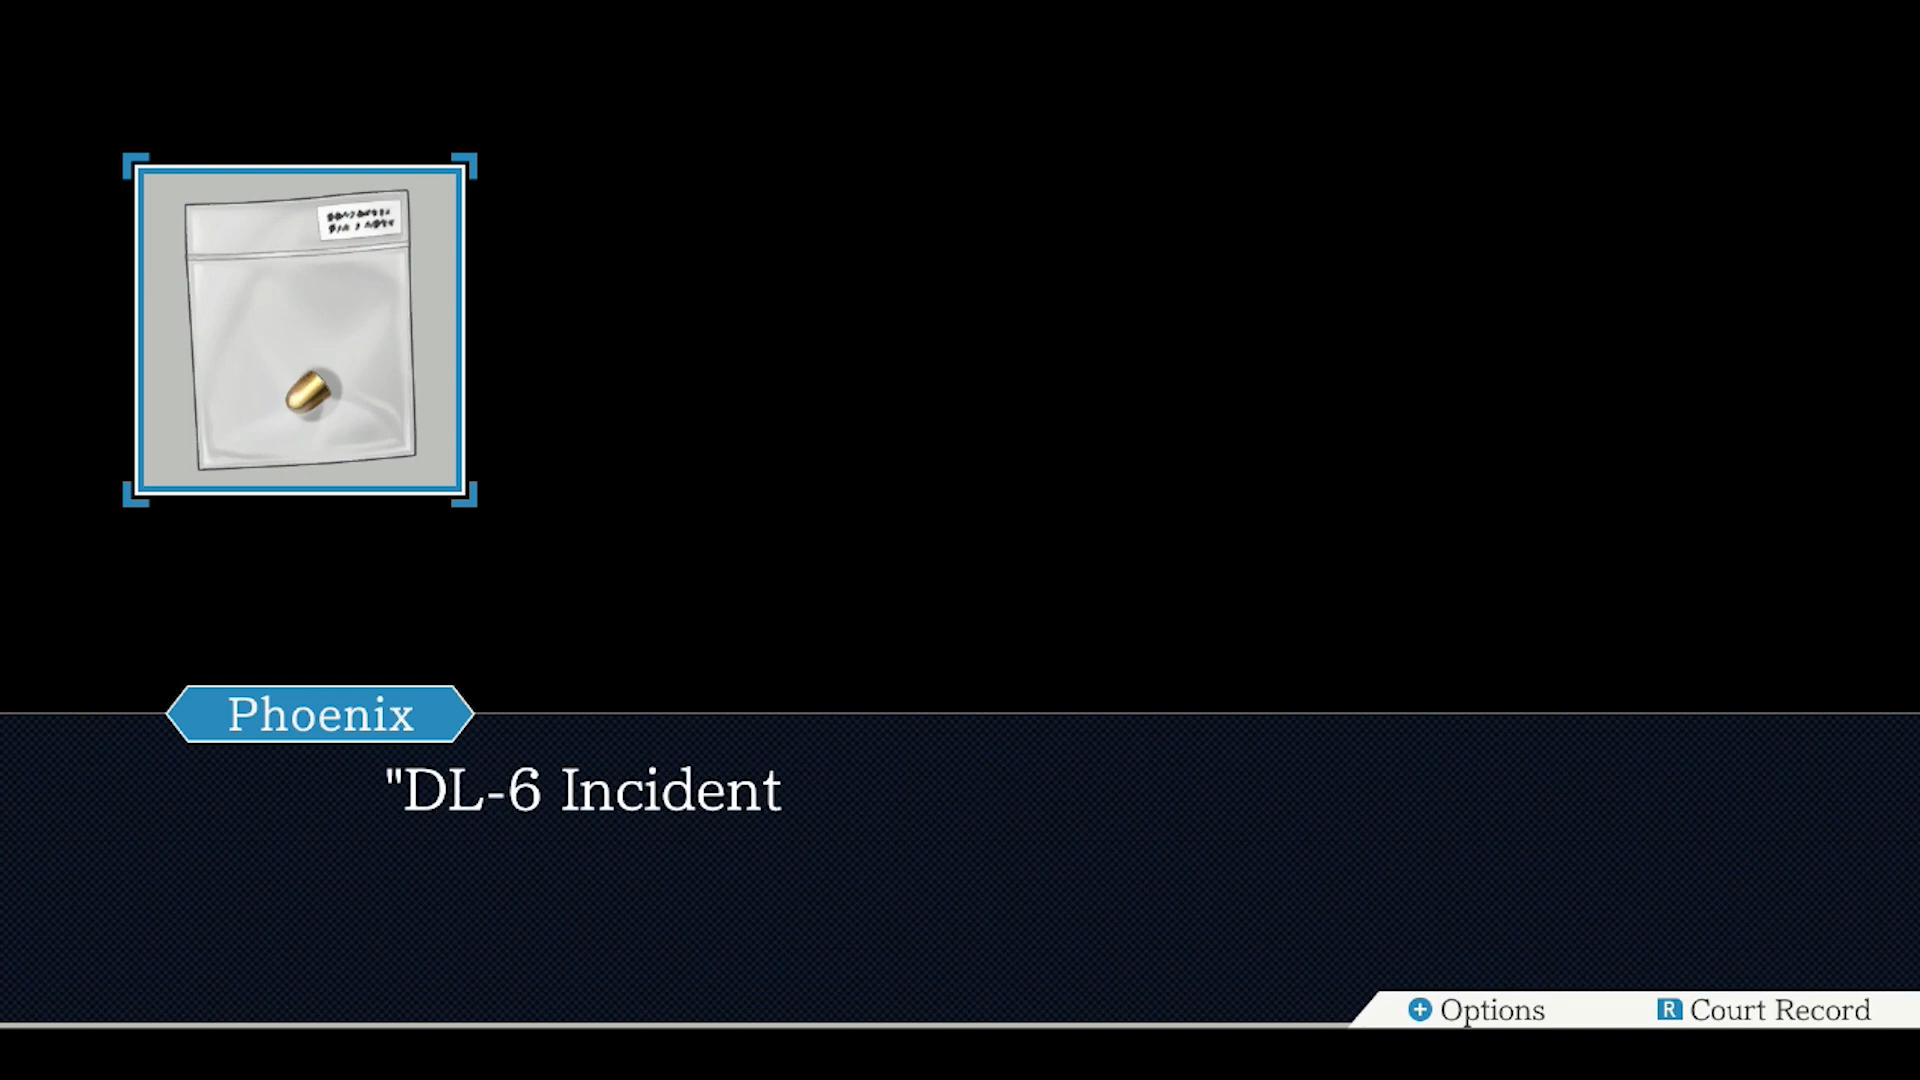 Phoenix
"DL-6 Incident
+ Options
R Court Record